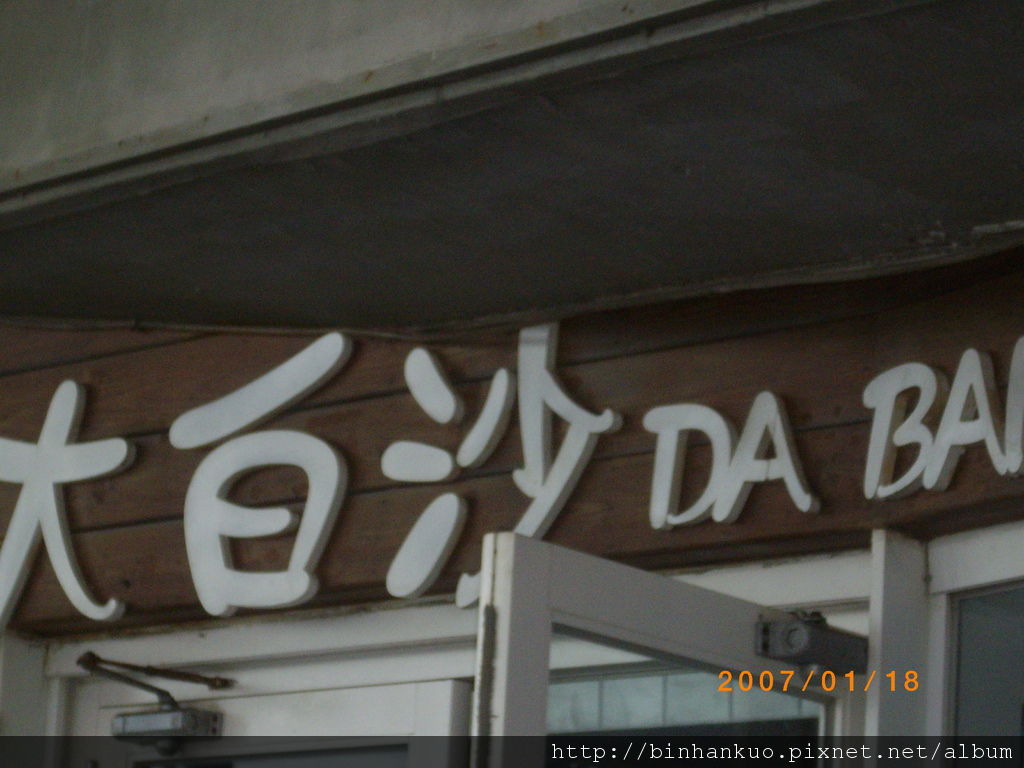 大白沙 DA BA
2007/01/18
http://binhankuo.pixnet.net/album